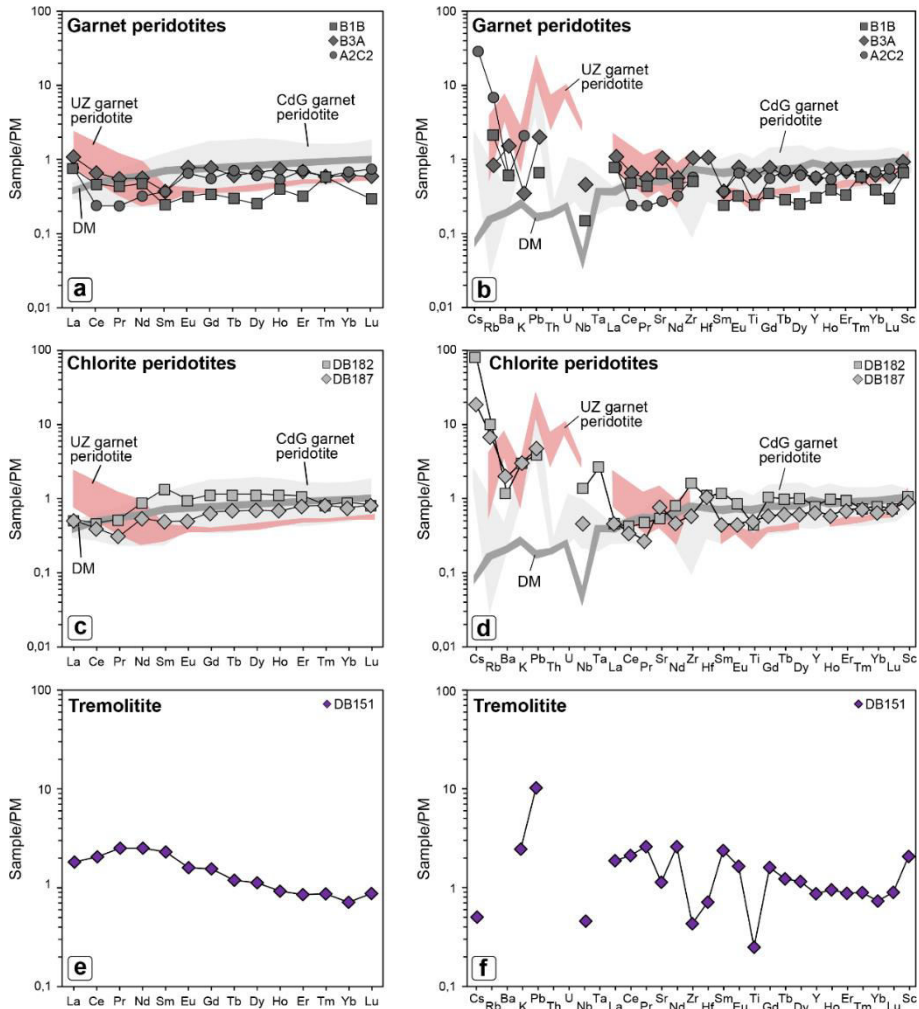 Garnet peridotites
B1B
B3A
A2C2
UZ garnet
peridotite
CdG garnet
peridotite
DM
Sample/PM
100
10
1
0,1
0,01
a
La Ce Pr Nd Sm Eu Gd Tb Dy Ho Er Tm Yb Lu
Garnet peridotites
B1B
B3A
A2C2
UZ garnet
peridotite
CdG garnet
peridotite
DM
Sample/PM
100
10
1
0,1
0,01
b
Cs Rb Ba K Pb Th U Nb Ta La Ce Pr Sr Nd Zr Hf Sm Eu Ti Gd Tb Dy Y Ho Er Tm Yb Lu Sc
Chlorite peridotites
DB182
DB187
UZ garnet
peridotite
CdG garnet
peridotite
DM
Sample/PM
100
10
1
0,1
0,01
c
La Ce Pr Nd Sm Eu Gd Tb Dy Ho Er Tm Yb Lu
Chlorite peridotites
DB182
DB187
UZ garnet
peridotite
CdG garnet
peridotite
DM
Sample/PM
100
10
1
0,1
0,01
d
Cs Rb Ba K Pb Th U Nb Ta La Ce Pr Sr Nd Zr Hf Sm Eu Ti Gd Tb Dy Y Ho Er Tm Yb Lu Sc
Tremolitite
DB151
Sample/PM
100
10
1
0,1
e
La Ce Pr Nd Sm Eu Gd Tb Dy Ho Er Tm Yb Lu
Tremolitite
DB151
Sample/PM
100
10
1
0,1
f
Cs Rb Ba K Pb Th U Nb Ta La Ce Pr Sr Nd Zr Hf Sm Eu Ti Gd Tb Dy Y Ho Er Tm Yb Lu Sc